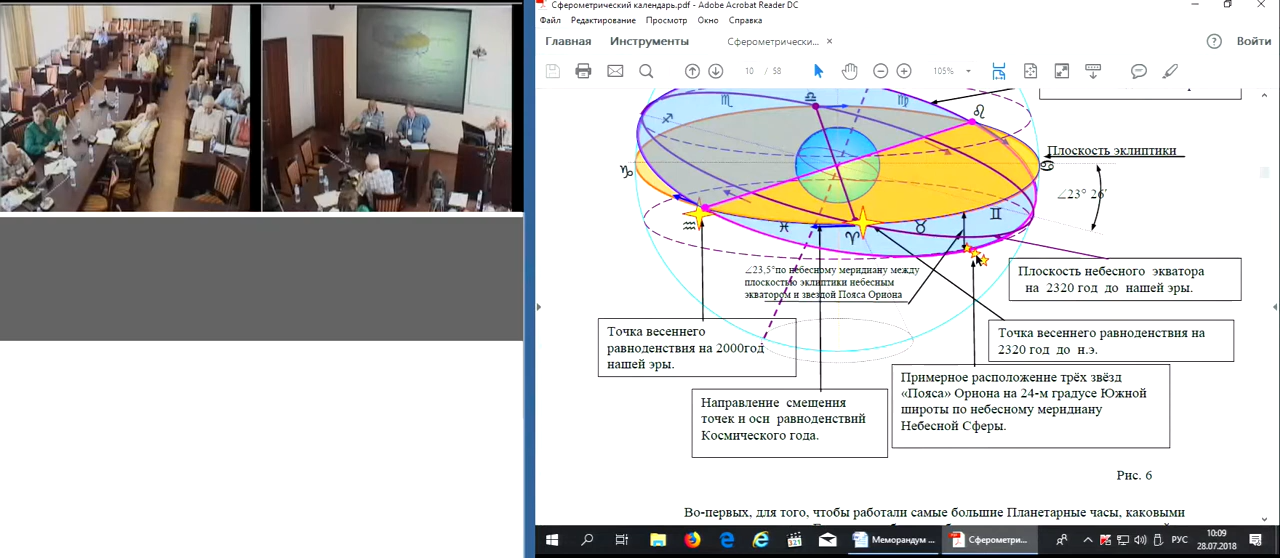 Сферометрический календарь.pdf - Adobe Acrobat Reader DC
Файл Редактирование Просмотр Окно Справка
Главная Инструменты Сферометрически... × Войти
10 / 58 105%
♏ ♎ ♍
♐ ♌
Плоскость эклиптики
♑ ♋
∠23° 26′
♒ ♓ ♈ ♉ ♊
∠23,5°по небесному меридиану между
плоскостью эклиптики небесным
экватором и звездой Пояса Ориона
Плоскость небесного экватора
на 2320 год до нашей эры.
Точка весеннего
равноденствия на 2000год
нашей эры.
Точка весеннего равноденствия на
2320 год до н.э.
Направление смешения
точек и оси равноденствий
Космического года.
Примерное расположение трёх звёзд
«Пояса» Ориона на 24-м градусе Южной
широты по небесному меридиану
Небесной Сферы.
Рис. 6
Во-первых, для того, чтобы работали самые большие Планетарные часы, каковыми
Меморандум ...
Сферометри...
РУС
10:09
28.07.2018